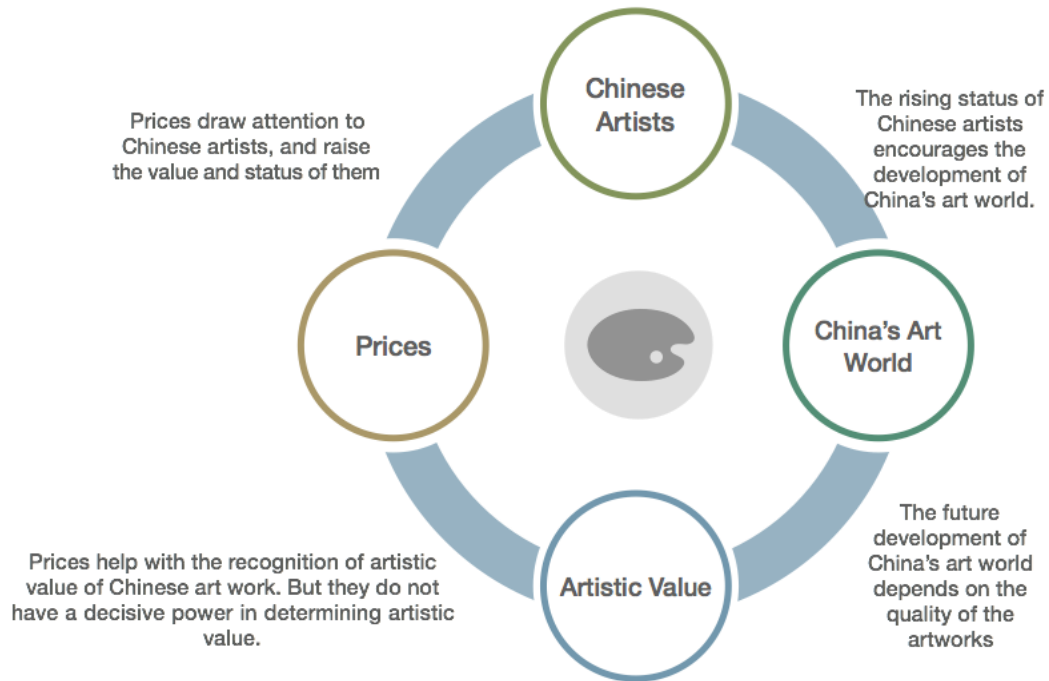 Chinese
Artists
Prices draw attention to
Chinese artists, and raise
the value and status of them
The rising status of
Chinese artists
encourages the
development of
China's art world.
Prices
China's Art
World
Prices help with the recognition of artistic
value of Chinese art work. But they do not
have a decisive power in determining artistic
value.
Artistic Value
The future
development of
China's art world
depends on the
quality of the
artworks